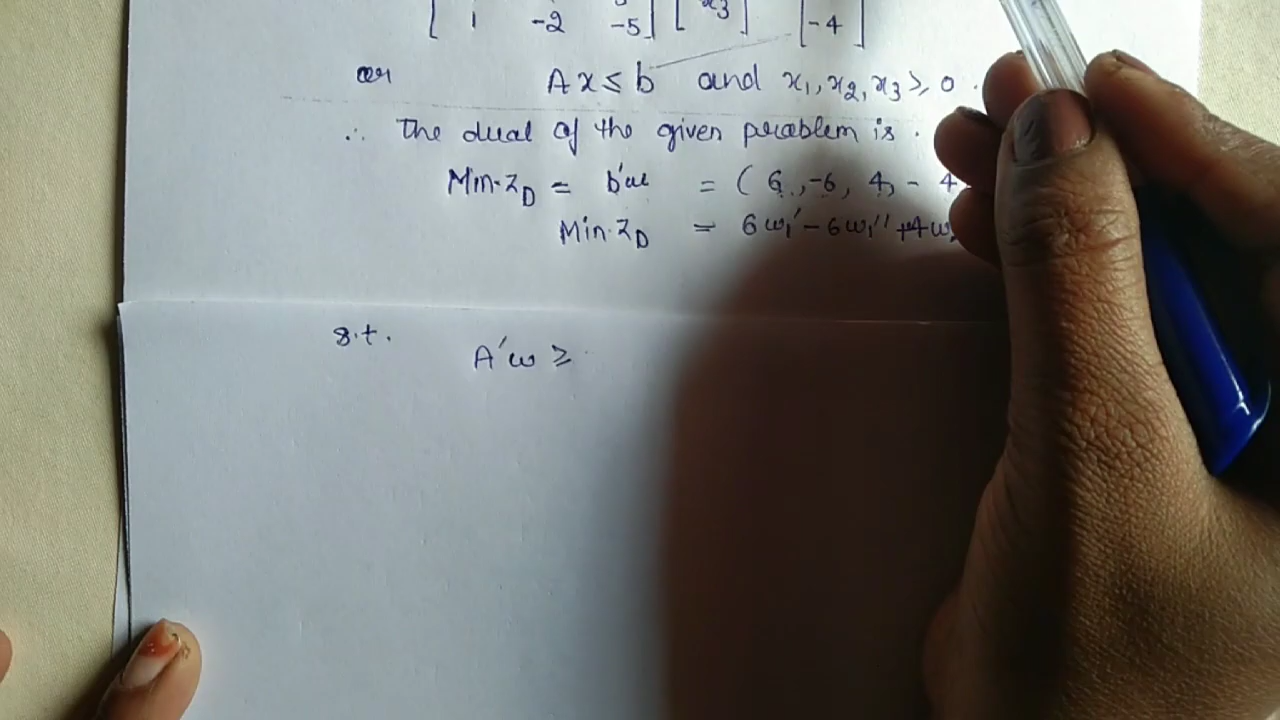 1 -2 -5 x3 -4
or Ax ≤ b and x1, x2, x3 ≥ 0.
∴ The dual of the given problem is.
Min. ZD = b'w = (6, -6, 4, - 4
Min. ZD = 6w1' - 6w1'' + 4w
s.t.
A'w ≥